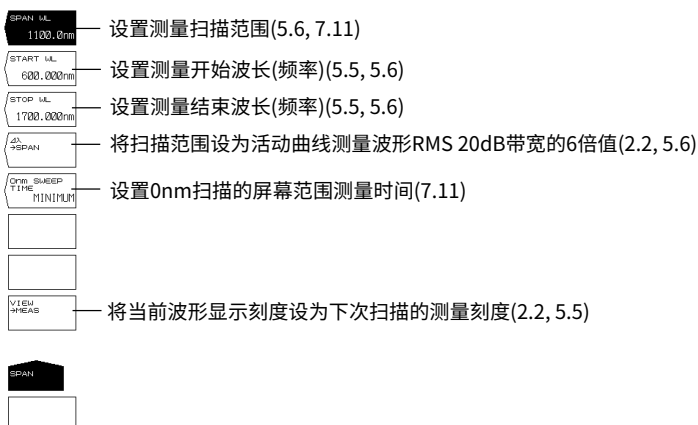 SPAN WL
1100.0nm
设置测量扫描范围(5.6, 7.11)
START WL
600.000nm
设置测量开始波长(频率)(5.5, 5.6)
STOP WL
1700.000nm
设置测量结束波长(频率)(5.5, 5.6)
Δλ
→SPAN
将扫描范围设为活动曲线测量波形RMS 20dB带宽的6倍值(2.2, 5.6)
0nm SWEEP
TIME
MINIMUM
设置0nm扫描的屏幕范围测量时间(7.11)
VIEW
→MEAS
将当前波形显示刻度设为下次扫描的测量刻度(2.2, 5.5)
SPAN